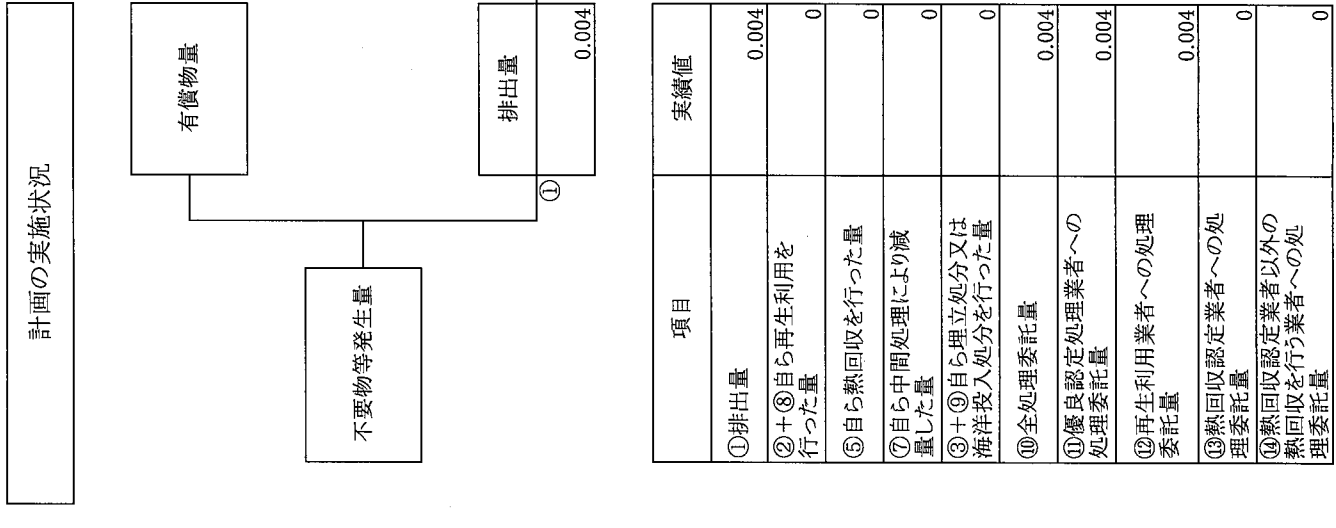 計画の実施状況
有償物量
不要物等発生量
排出量
①
0.004
項目
実績値
①排出量
0.004
②+⑧自ら再生利用を
行った量
0
⑤自ら熱回収を行った量
0
⑦自ら中間処理により減
量した量
0
③+⑨自ら埋立処分又は
海洋投入処分を行った量
0
⑩全処理委託量
0.004
⑪優良認定処理業者への
処理委託量
0.004
⑫再生利用業者への処理
委託量
0.004
⑬熱回収認定業者への処
理委託量
0
⑭熱回収認定業者以外の
熱回収を行う業者への処
理委託量
0